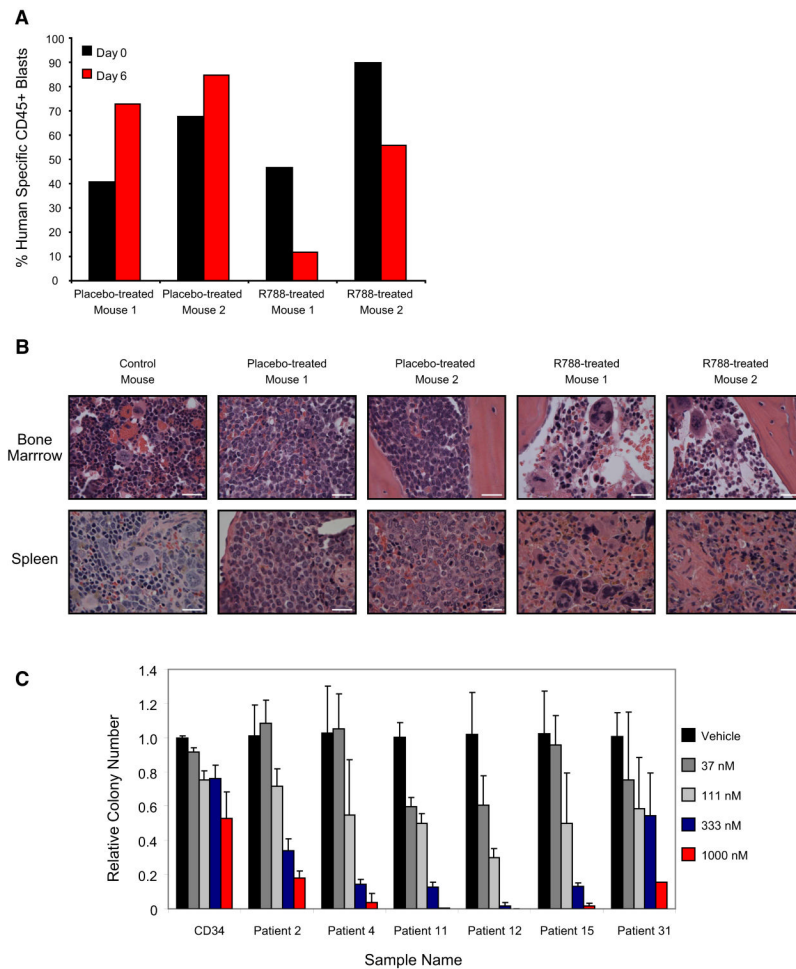 A
Day 0
Day 6
% Human Specific CD45+ Blasts
100
90
80
70
60
50
40
30
20
10
0
Placebo-treated Placebo-treated R788-treated R788-treated
Mouse 1 Mouse 2 Mouse 1 Mouse 2
B
Control Placebo-treated Placebo-treated R788-treated R788-treated
Mouse Mouse 1 Mouse 2 Mouse 1 Mouse 2
Bone
Marrrow
Spleen
C
Relative Colony Number
1.4
1.2
1.0
0.8
0.6
0.4
0.2
0
Vehicle
37 nM
111 nM
333 nM
1000 nM
CD34 Patient 2 Patient 4 Patient 11 Patient 12 Patient 15 Patient 31
Sample Name